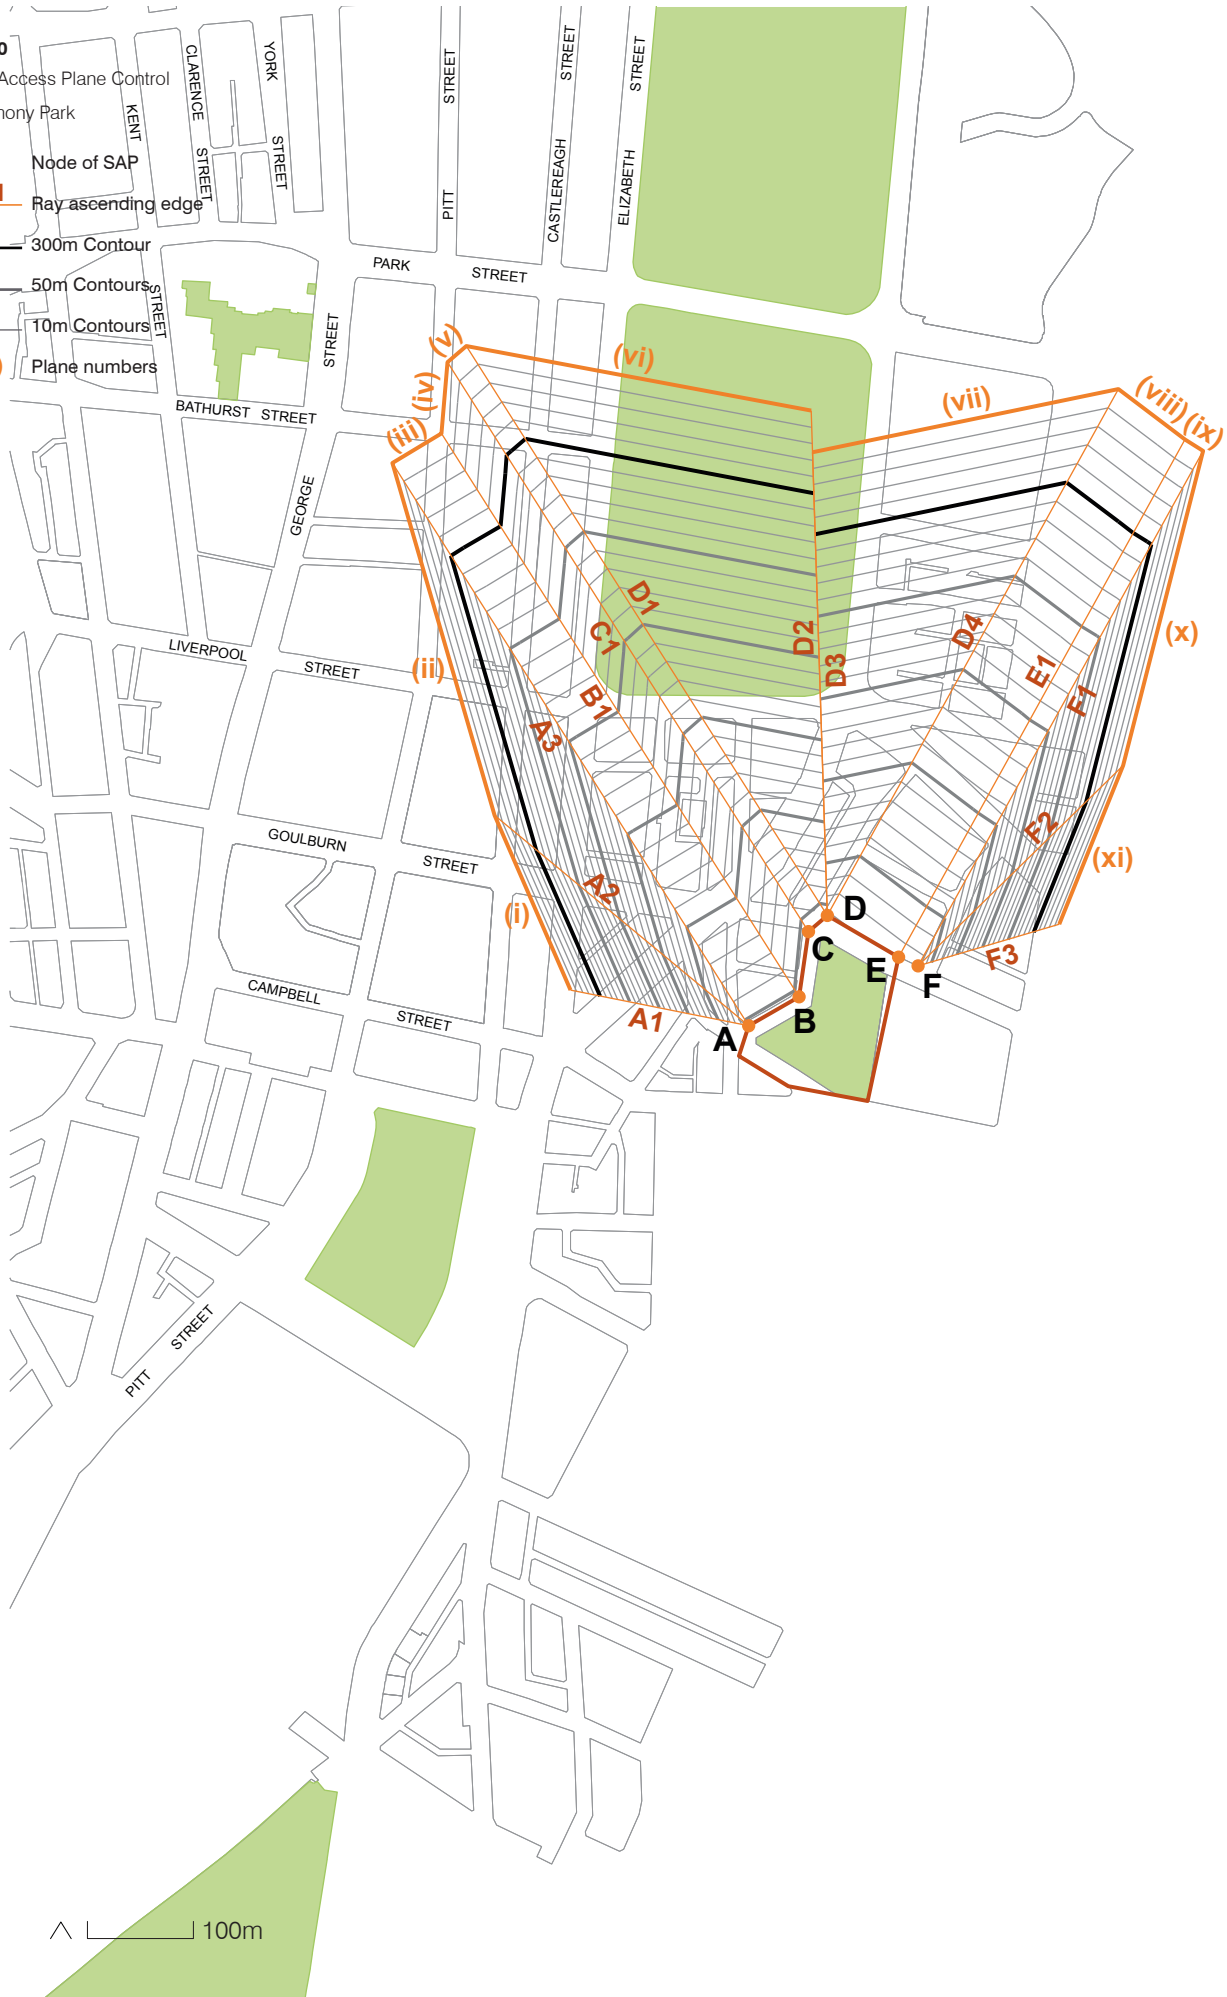 Access Plane Control
mony Park
Node of SAP
Ray ascending edge
300m Contour
50m Contours
10m Contours
Plane numbers
KENT
STREET
CLARENCE
STREET
YORK
STREET
PITT
STREET
CASTLEREAGH
STREET
ELIZABETH
STREET
PARK
STREET
GEORGE
STREET
BATHURST STREET
LIVERPOOL
STREET
GOULBURN
STREET
CAMPBELL
STREET
PITT
STREET
(i)
(ii)
(iii)
(iv)
(v)
(vi)
(vii)
(viii)
(ix)
(x)
(xi)
A1
A2
A3
B1
C1
D1
D2
D3
D4
E1
F1
F2
F3
A
B
C
D
E
F
100m